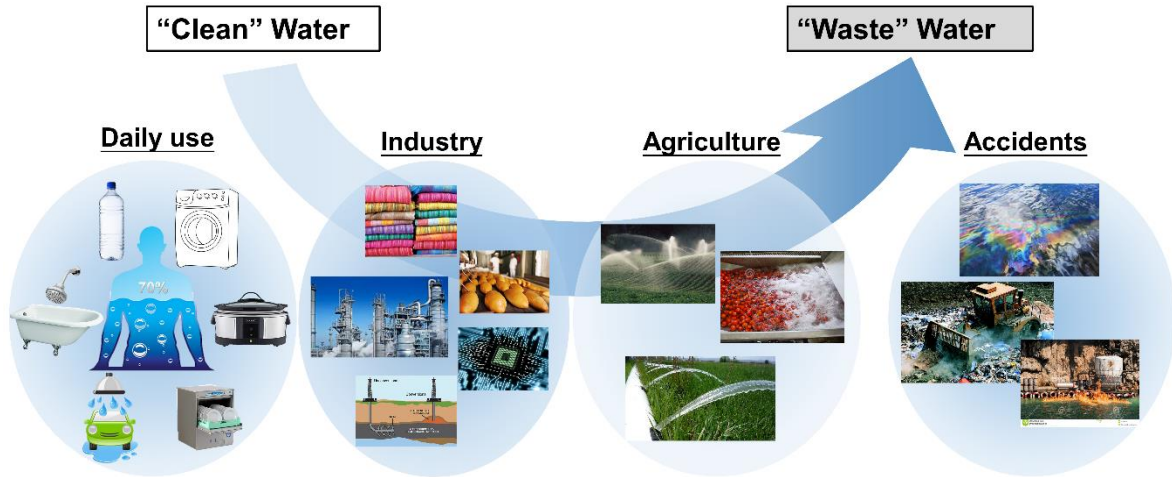 “Clean” Water
“Waste” Water
Daily use
Industry
Agriculture
Accidents
70%